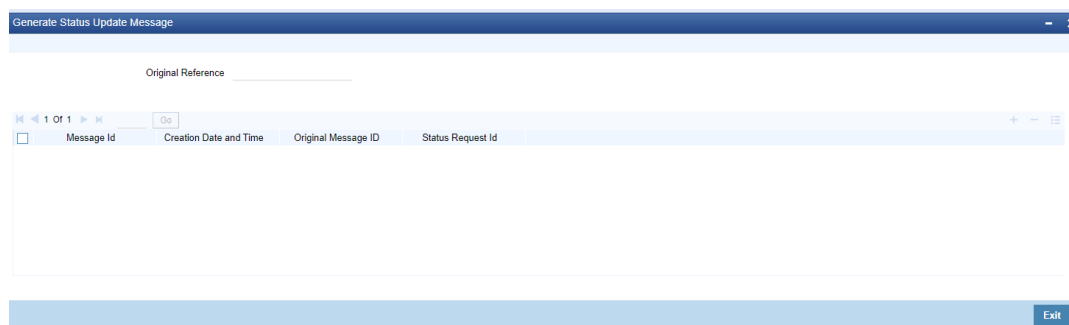 Generate Status Update Message
Original Reference
1 Of 1 Go
Message Id Creation Date and Time Original Message ID Status Request Id
Exit